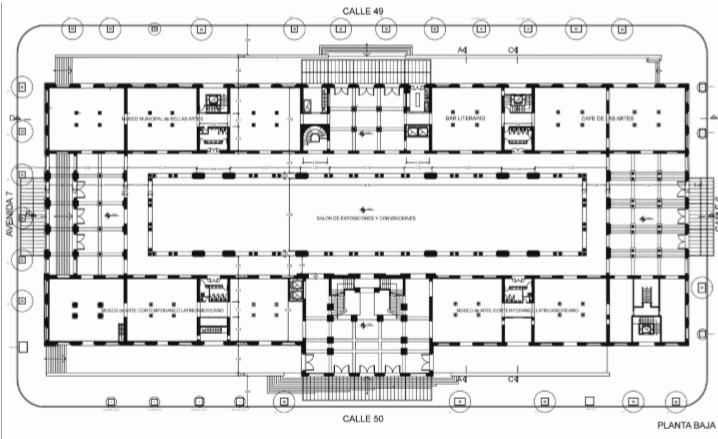 CALLE 49
MUSEO MUNICIPAL de BELLAS ARTES
BAR LITERARIO
CAFE DE LAS ARTES
AVENIDA 7
SALON DE EXPOSICIONES Y CONVENCIONES
MUSEO de ARTE CONTEMPORANEO LATINOAMERICANO
MUSEO de ARTE CONTEMPORANEO LATINOAMERICANO
A
C
A
C
CALLE 50
PLANTA BAJA